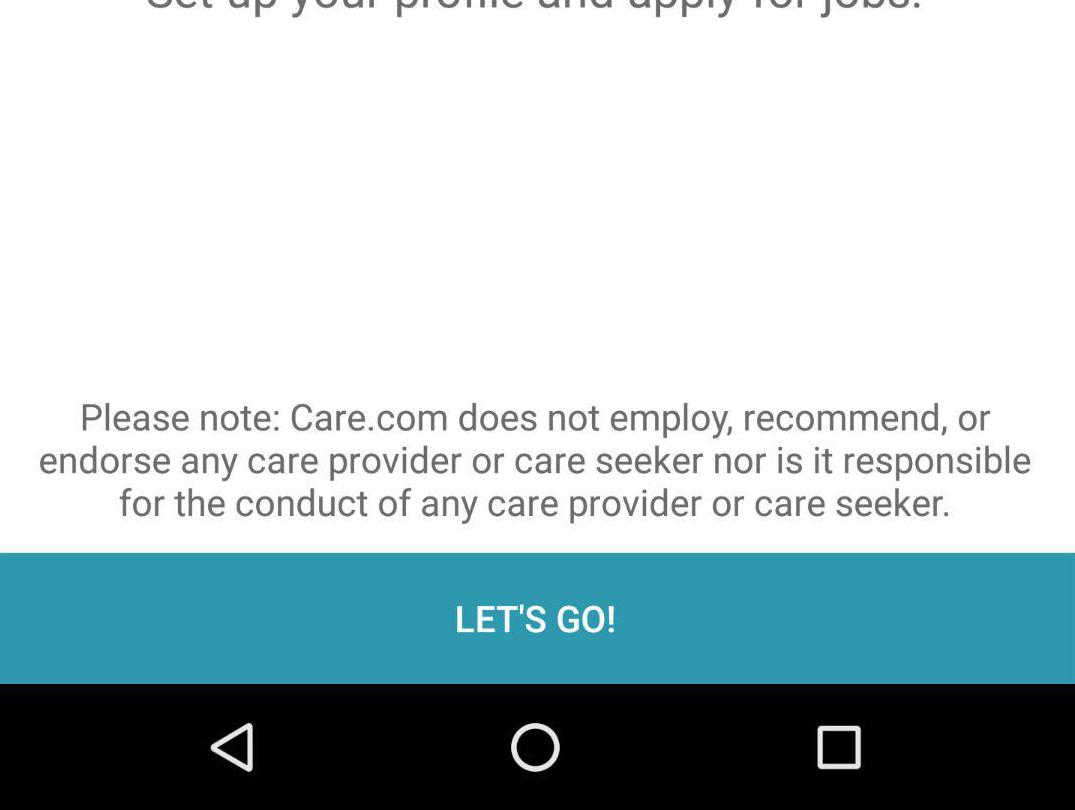 Set up your profile and apply for jobs.
Please note: Care.com does not employ, recommend, or
endorse any care provider or care seeker nor is it responsible
for the conduct of any care provider or care seeker.
LET'S GO!